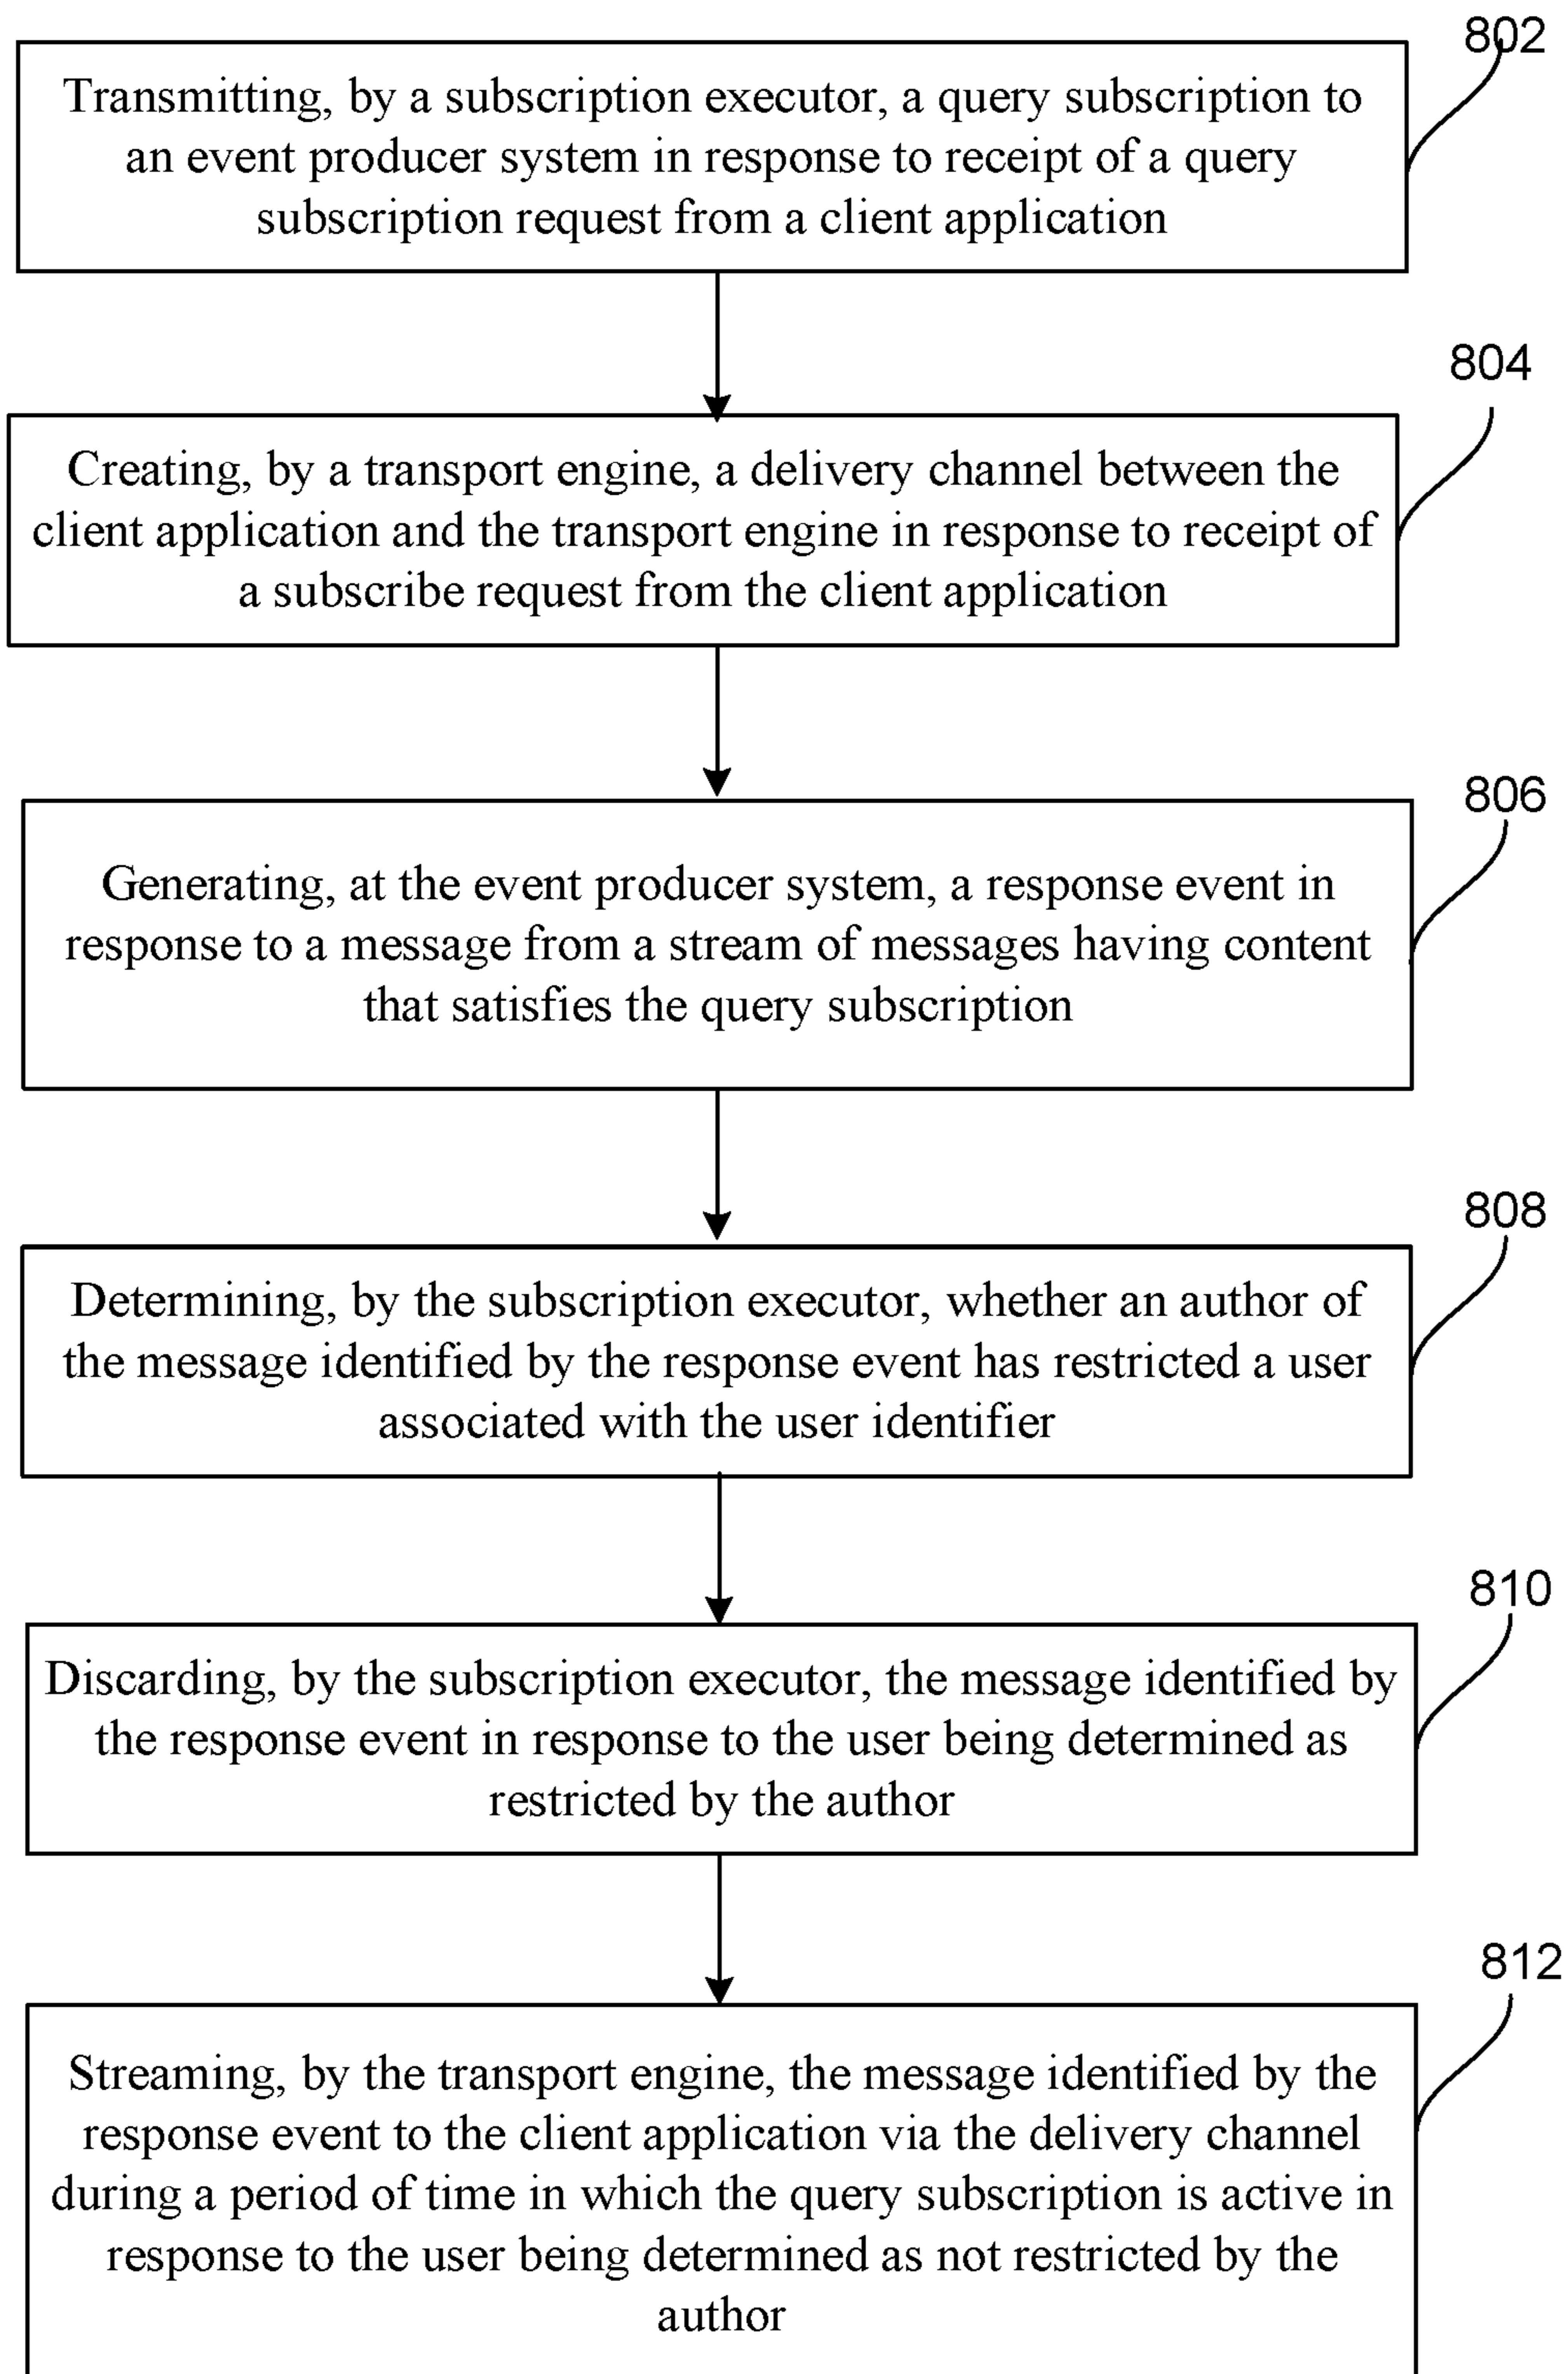 802
Transmitting, by a subscription executor, a query subscription to
an event producer system in response to receipt of a query
subscription request from a client application
804
Creating, by a transport engine, a delivery channel between the
client application and the transport engine in response to receipt of
a subscribe request from the client application
806
Generating, at the event producer system, a response event in
response to a message from a stream of messages having content
that satisfies the query subscription
808
Determining, by the subscription executor, whether an author of
the message identified by the response event has restricted a user
associated with the user identifier
810
Discarding, by the subscription executor, the message identified by
the response event in response to the user being determined as
restricted by the author
812
Streaming, by the transport engine, the message identified by the
response event to the client application via the delivery channel
during a period of time in which the query subscription is active in
response to the user being determined as not restricted by the
author